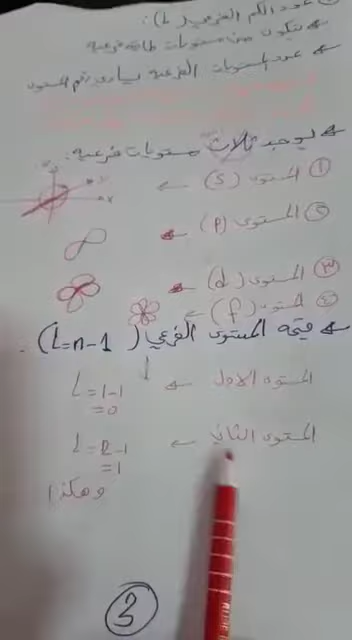 عدد الكم الفرعي (L):
← يتكون من مستويات طاقة فرعية
← عدد المستويات الفرعية يساوي رقم المستوى
← يوجد ثلاث مستويات فرعية:
① المستوى (s) ←
② المستوى (p) ←
③ المستوى (d) ←
④ المستوى (f) ←
← قيمة المستوى الفرعي (L=n-1).
المستوى الاول ← L=1-1
=0
المستوى الثاني ← L=2-1
=1
وهكذا
3